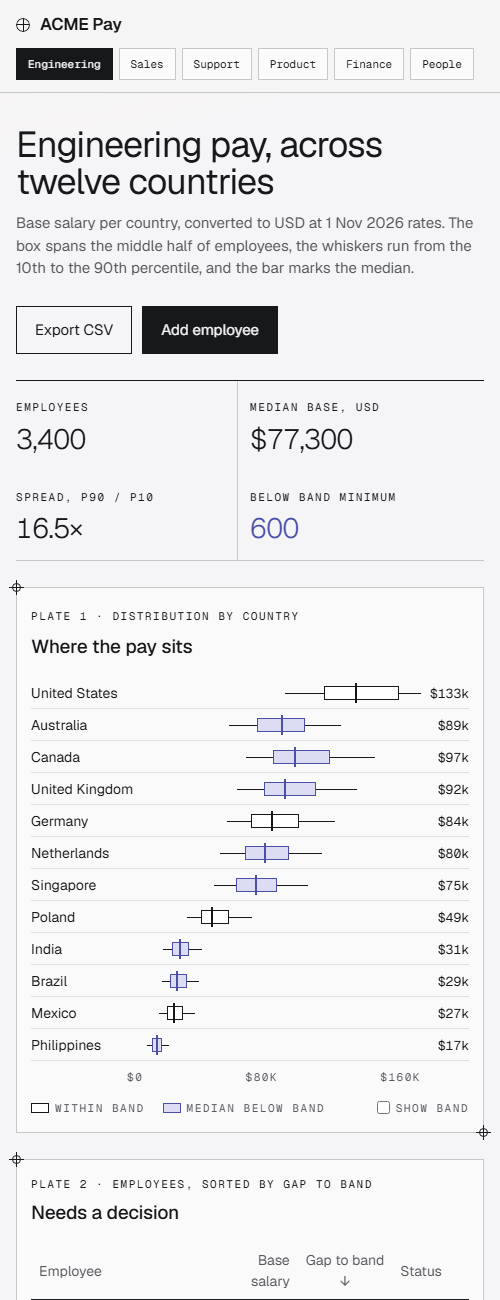 ACME Pay
Engineering
Sales
Support
Product
Finance
People
Engineering pay, across
twelve countries
Base salary per country, converted to USD at 1 Nov 2026 rates. The
box spans the middle half of employees, the whiskers run from the
10th to the 90th percentile, and the bar marks the median.
Export CSV
Add employee
EMPLOYEES
3,400
MEDIAN BASE, USD
$77,300
SPREAD, P90 / P10
16.5×
BELOW BAND MINIMUM
600
PLATE 1 · DISTRIBUTION BY COUNTRY
Where the pay sits
United States $133k
Australia $89k
Canada $97k
United Kingdom $92k
Germany $84k
Netherlands $80k
Singapore $75k
Poland $49k
India $31k
Brazil $29k
Mexico $27k
Philippines $17k
$0 $80K $160K
WITHIN BAND MEDIAN BELOW BAND SHOW BAND
PLATE 2 · EMPLOYEES, SORTED BY GAP TO BAND
Needs a decision
Employee
Base
salary
Gap to band
↓
Status